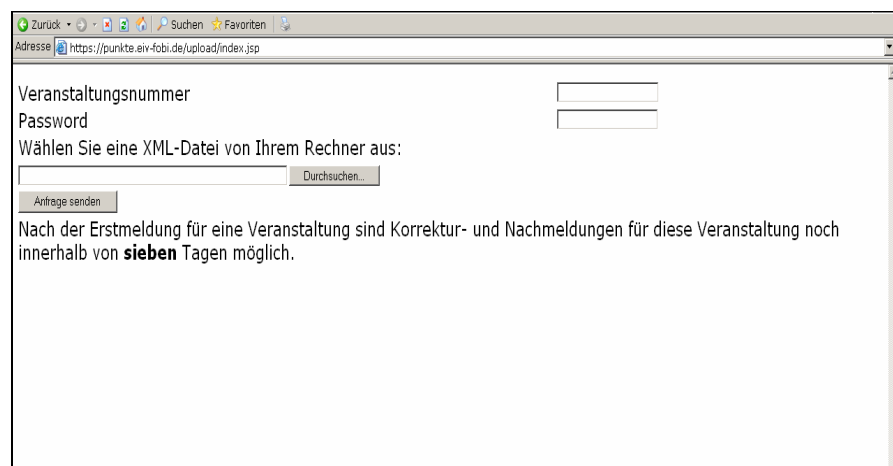 Zurück Suchen Favoriten
Adresse https://punkte.eiv-fobi.de/upload/index.jsp
Veranstaltungsnummer
Password
Wählen Sie eine XML-Datei von Ihrem Rechner aus:
Durchsuchen...
Anfrage senden
Nach der Erstmeldung für eine Veranstaltung sind Korrektur- und Nachmeldungen für diese Veranstaltung noch
innerhalb von sieben Tagen möglich.